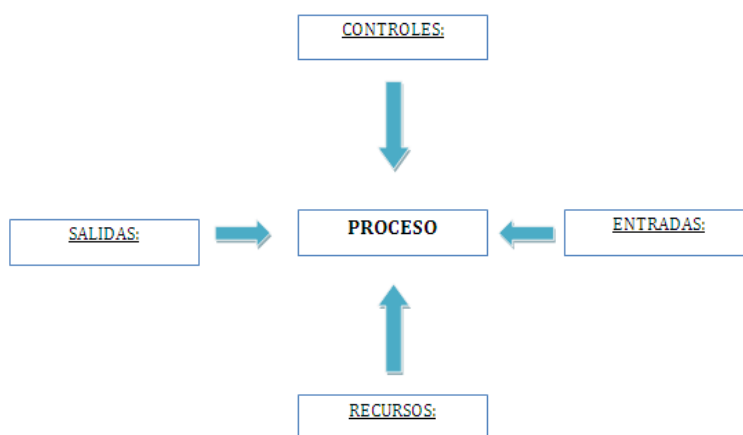 CONTROLES:
SALIDAS:
PROCESO
ENTRADAS:
RECURSOS: